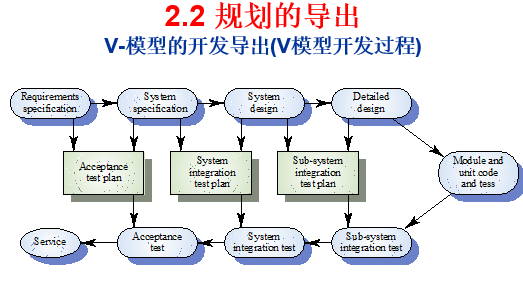 2.2 规划的导出
V-模型的开发导出(V模型开发过程)
Requirements
specification
System
specification
System
design
Detailed
design
Acceptance
test plan
System
integration
test plan
Sub-system
integration
test plan
Module and
unit code
and tess
Service
Acceptance
test
System
integration test
Sub-system
integration test